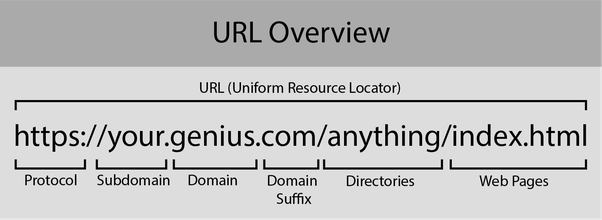 URL Overview
URL (Uniform Resource Locator)
https://your.genius.com/anything/index.html
Protocol Subdomain Domain Domain Suffix Directories Web Pages